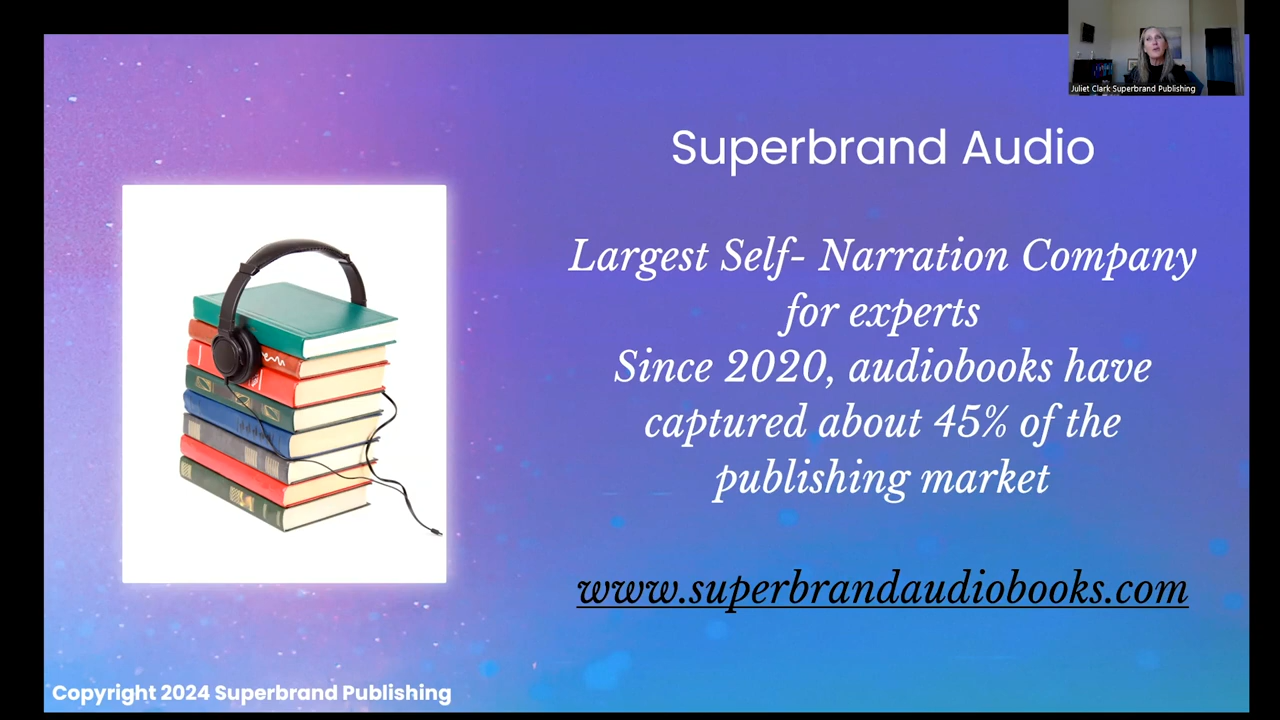 Juliet Clark Superbrand Publishing
Superbrand Audio
Largest Self- Narration Company
for experts
Since 2020, audiobooks have
captured about 45% of the
publishing market
www.superbrandaudiobooks.com
Copyright 2024 Superbrand Publishing